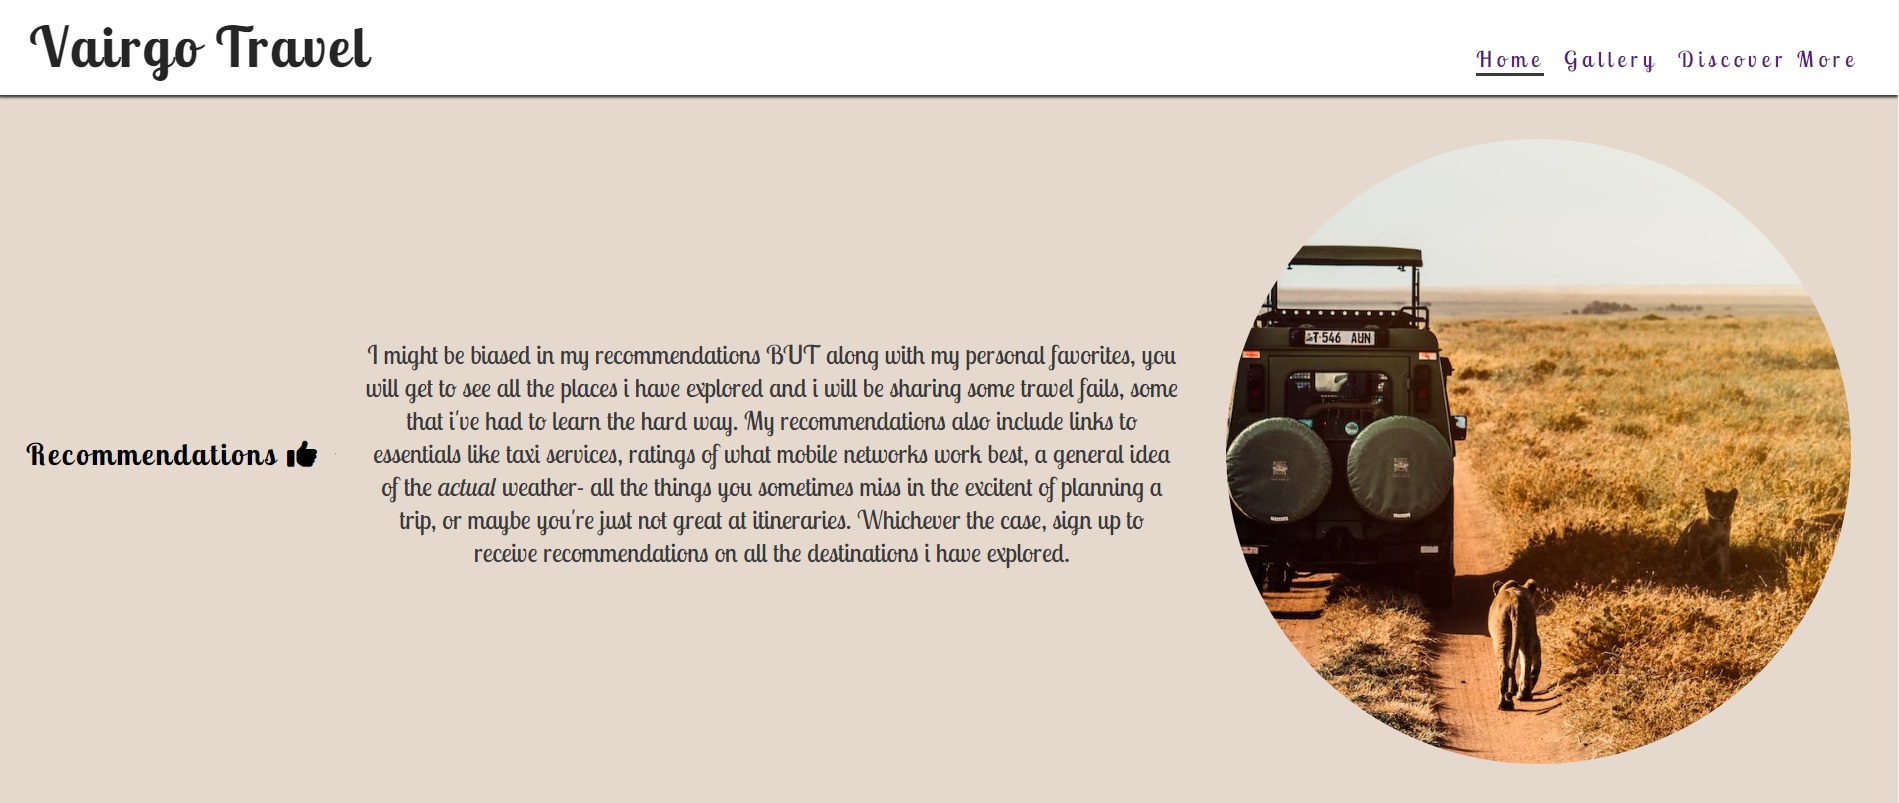 Vairgo Travel
Home Gallery Discover More
Recommendations
I might be biased in my recommendations BUT along with my personal favorites, you
will get to see all the places i have explored and i will be sharing some travel fails, some
that i've had to learn the hard way. My recommendations also include links to
essentials like taxi services, ratings of what mobile networks work best, a general idea
of the actual weather- all the things you sometimes miss in the excitent of planning a
trip, or maybe you're just not great at itineraries. Whichever the case, sign up to
receive recommendations on all the destinations i have explored.
T 546 AUN